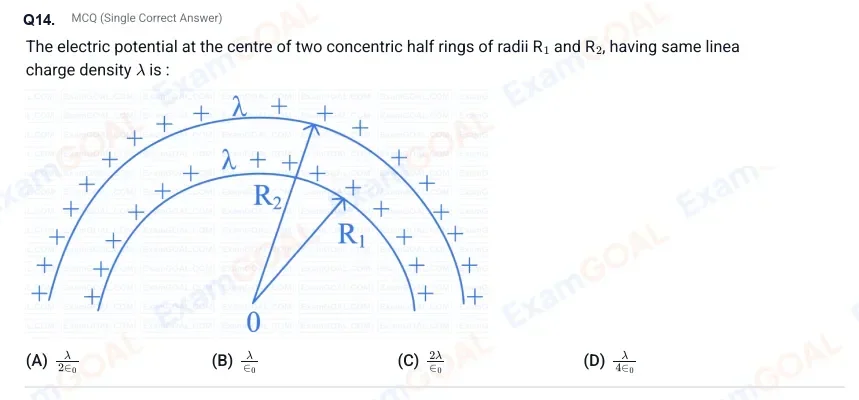 Q14. MCQ (Single Correct Answer)
The electric potential at the centre of two concentric half rings of radii R₁ and R₂, having same linea
charge density λ is :
λ
λ
R₂
R₁
0
(A) λ/2∈₀ (B) λ/∈₀ (C) 2λ/∈₀ (D) λ/4∈₀
ExamGOAL